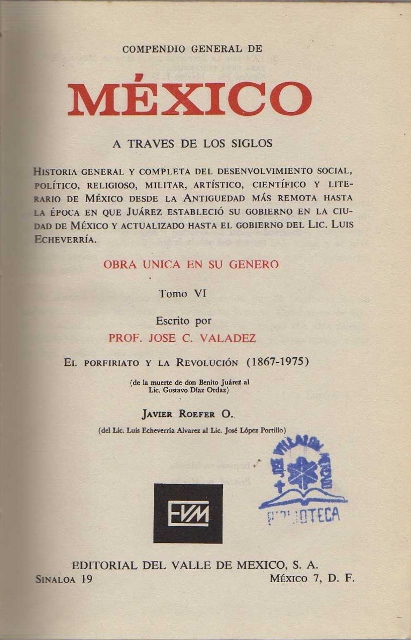 COMPENDIO GENERAL DE
MÉXICO
A TRAVES DE LOS SIGLOS
HISTORIA GENERAL Y COMPLETA DEL DESENVOLVIMIENTO SOCIAL,
POLÍTICO, RELIGIOSO, MILITAR, ARTÍSTICO, CIENTÍFICO Y LITE-
RARIO DE MÉXICO DESDE LA ANTIGUEDAD MÁS REMOTA HASTA
LA ÉPOCA EN QUE JUÁREZ ESTABLECIÓ SU GOBIERNO EN LA CIU-
DAD DE MÉXICO Y ACTUALIZADO HASTA EL GOBIERNO DEL LIC. LUIS
ECHEVERRÍA.
OBRA UNICA EN SU GENERO
Tomo VI
Escrito por
PROF. JOSE C. VALADEZ
EL PORFIRIATO Y LA REVOLUCIÓN (1867-1975)
(de la muerte de don Benito Juárez al
Lic. Gustavo Díaz Ordaz)
JAVIER ROEFER O.
(del Lic. Luis Echeverría Alvarez al Lic. José López Portillo)
EVM
JOSE
BIBLIOTECA
EDITORIAL DEL VALLE DE MEXICO, S. A.
SINALOA 19 MÉXICO 7, D. F.